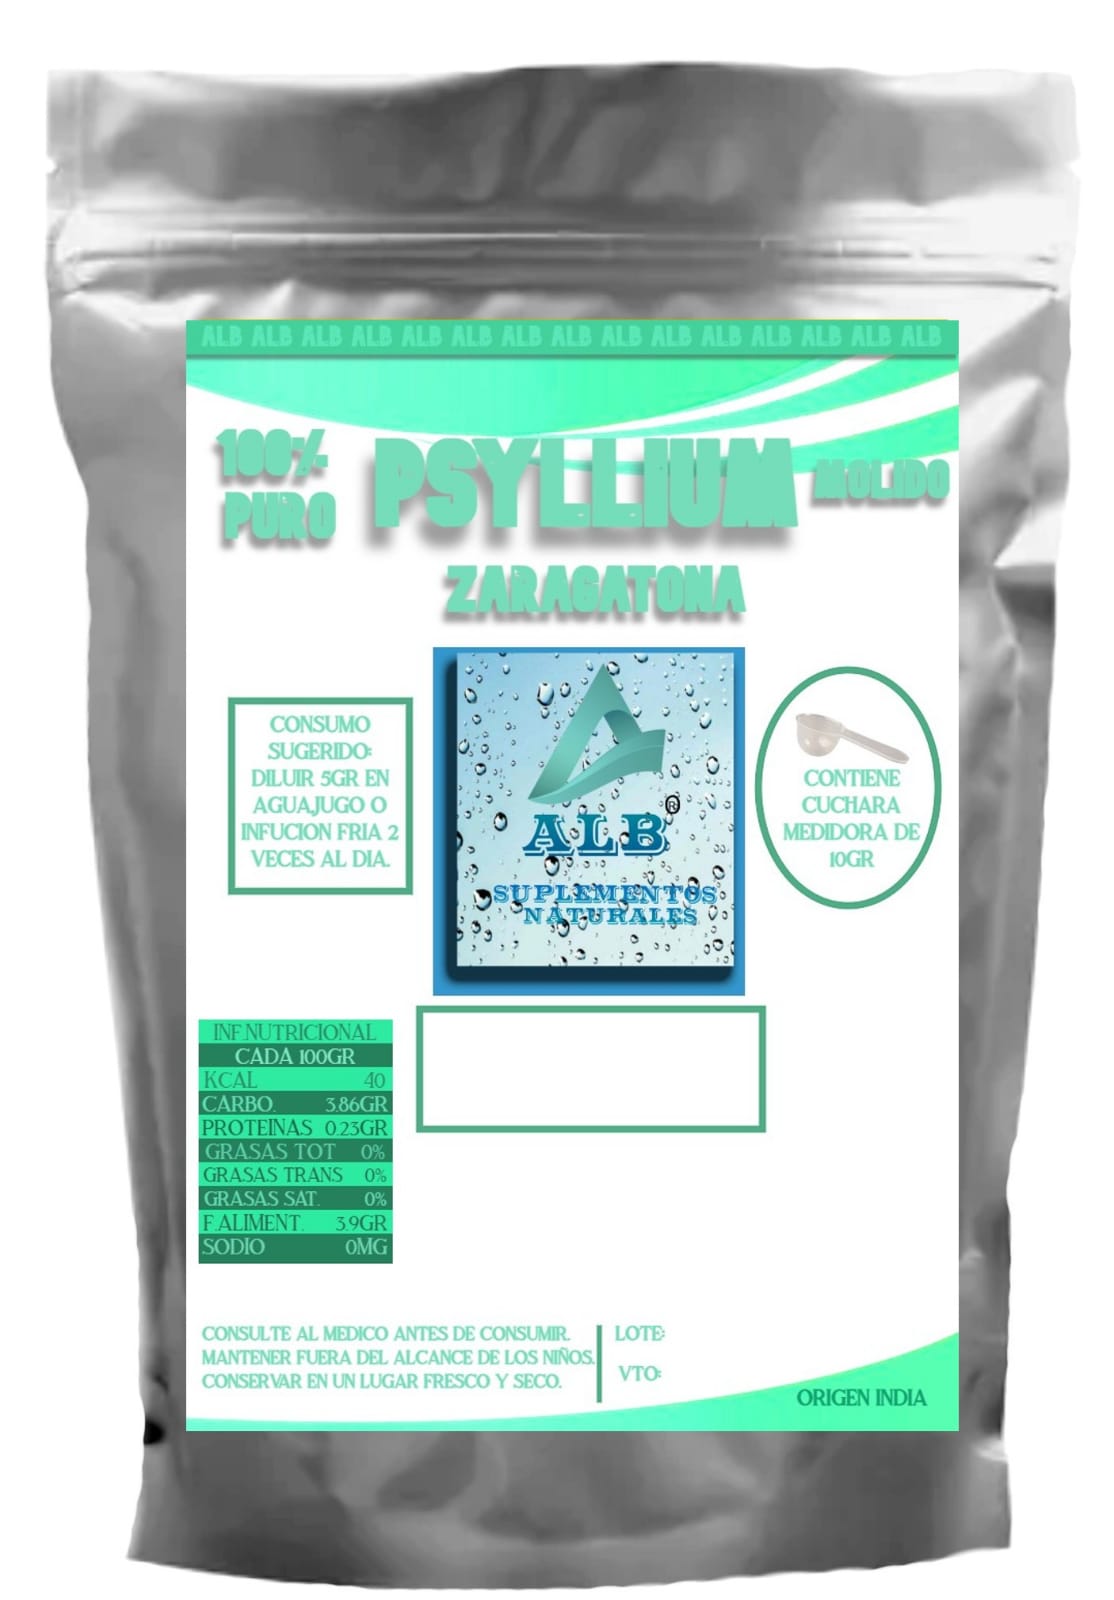 ALB ALB ALB ALB ALB ALB ALB ALB ALB ALB ALB ALB ALB ALB ALB
100%
PURO
PSYLLIUM
MOLIDO
ZARAGATONA
CONSUMO
SUGERIDO:
DILUIR 5GR EN
AGUA,JUGO O
INFUCION FRIA 2
VECES AL DIA.
ALB®
SUPLEMENTOS
NATURALES
CONTIENE
CUCHARA
MEDIDORA DE
10GR
INF.NUTRICIONAL
CADA 100GR
KCAL 40
CARBO. 3.86GR
PROTEINAS 0.23GR
GRASAS TOT 0%
GRASAS TRANS 0%
GRASAS SAT. 0%
F.ALIMENT. 3.9GR
SODIO 0MG
CONSULTE AL MEDICO ANTES DE CONSUMIR.
MANTENER FUERA DEL ALCANCE DE LOS NIÑOS.
CONSERVAR EN UN LUGAR FRESCO Y SECO.
LOTE:
VTO:
ORIGEN INDIA